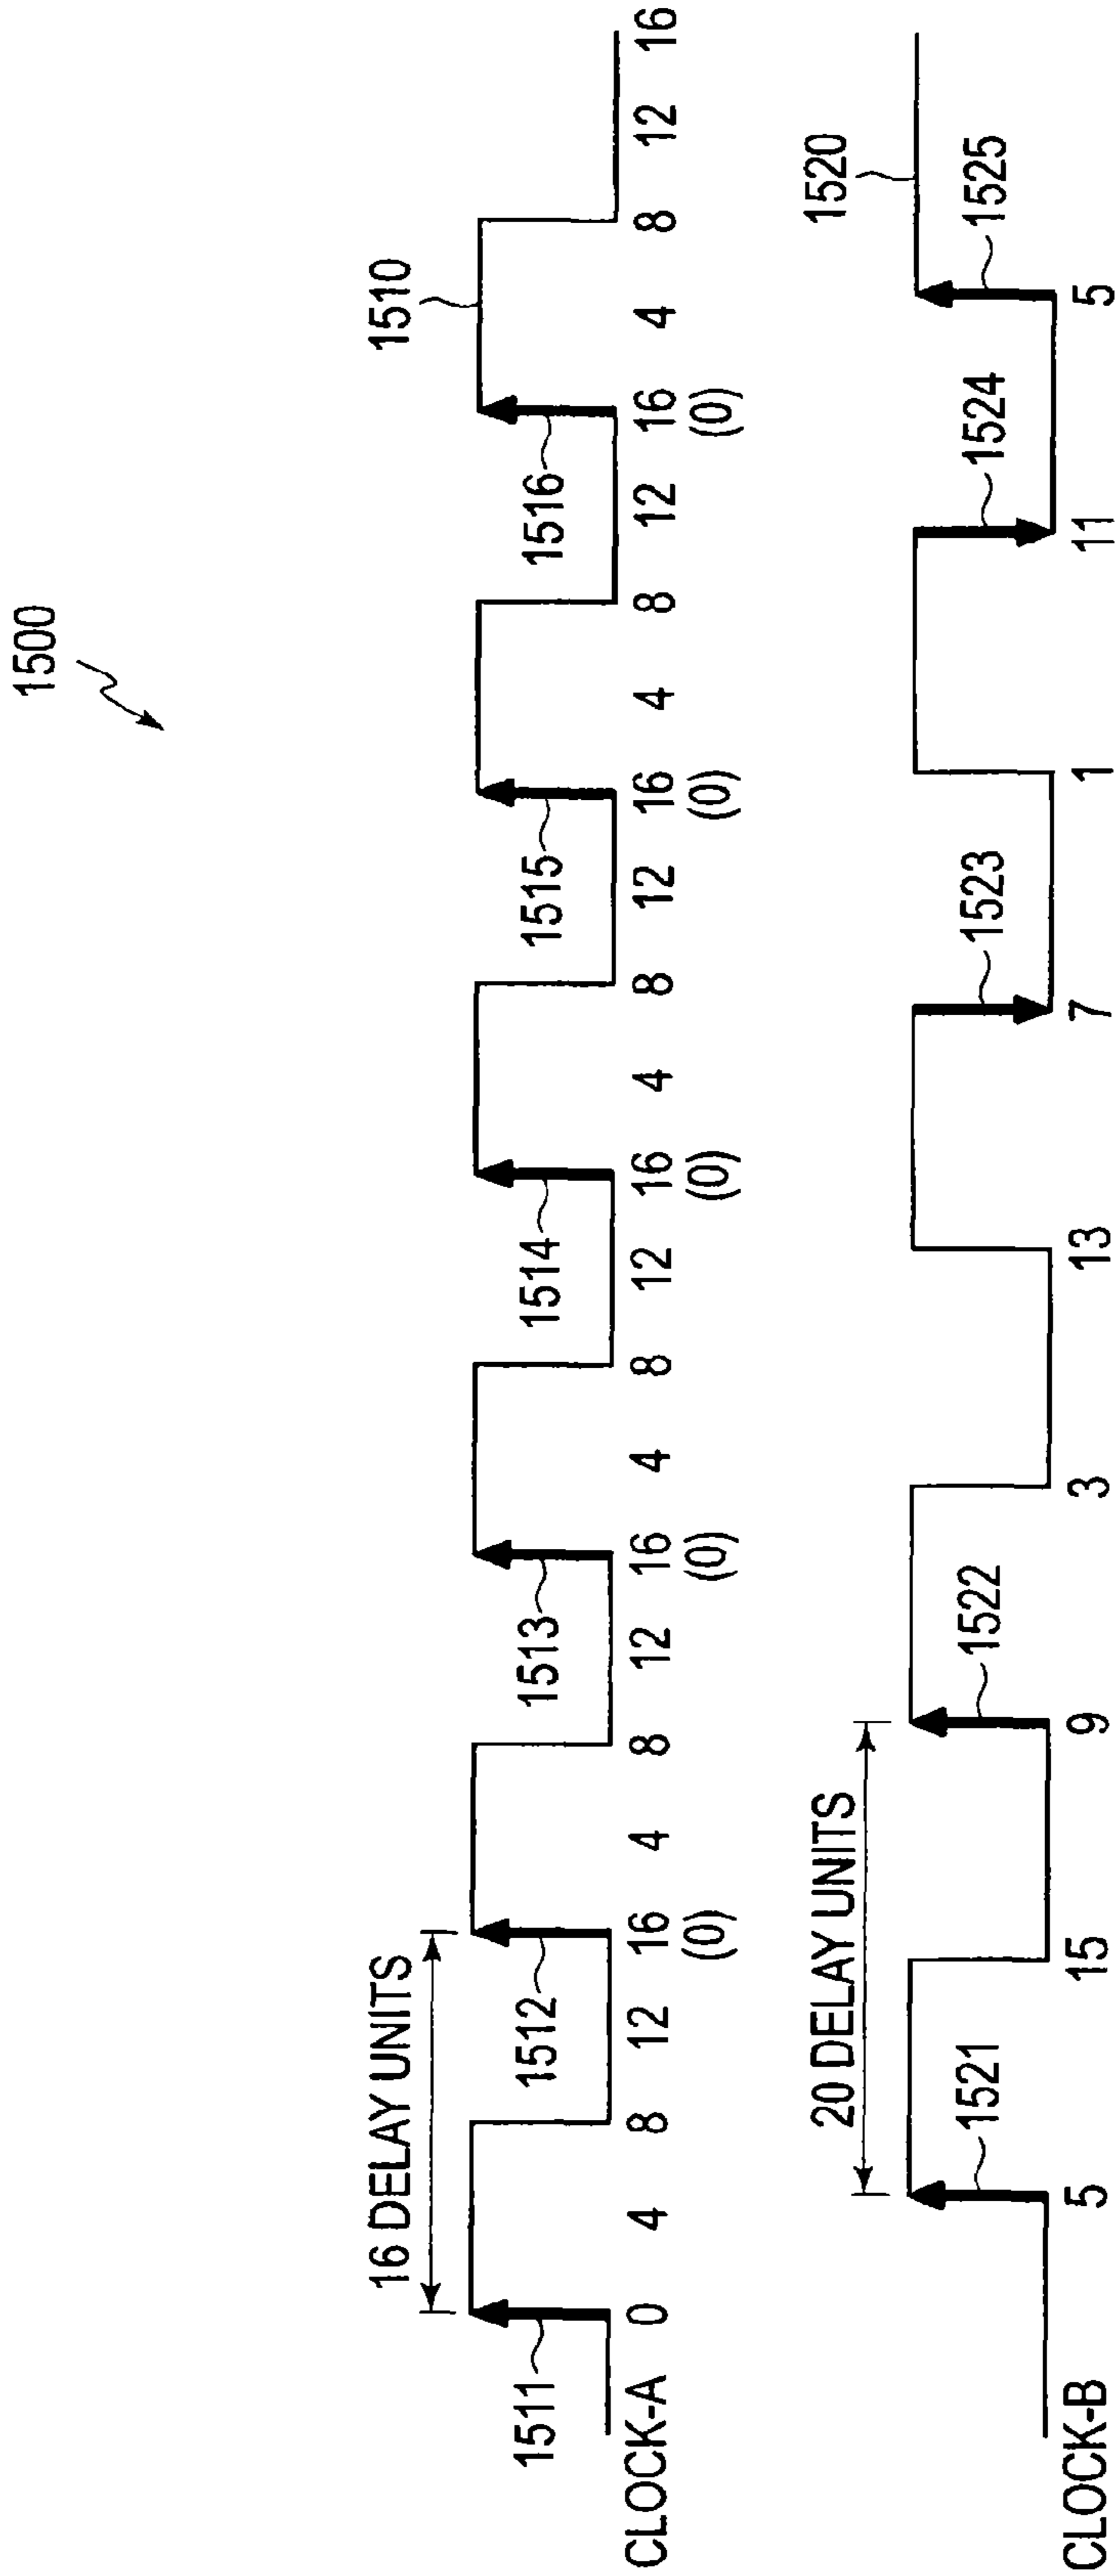 1500
1510
16 DELAY UNITS
1511
1512
1513
1514
1515
1516
CLOCK-A
0 4 8 12 16 4 8 12 16 4 8 12 16 4 8 12 16 4 8 12 16 4 8 12 16
(0) (0) (0) (0) (0)
1520
20 DELAY UNITS
1521
1522
1523
1524
1525
CLOCK-B
5 15 9 3 13 7 1 11 5